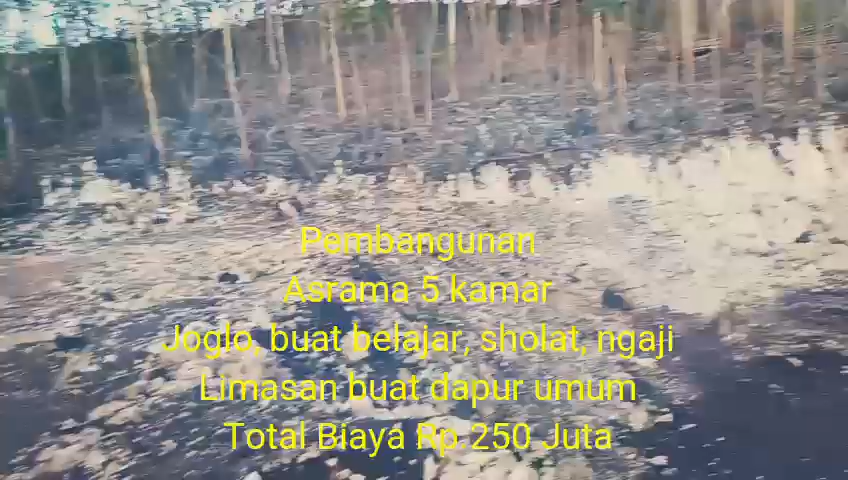 Pembangunan
Asrama 5 kamar
Joglo, buat belajar, sholat, ngaji
Limasan buat dapur umum
Total Biaya Rp 250 Juta